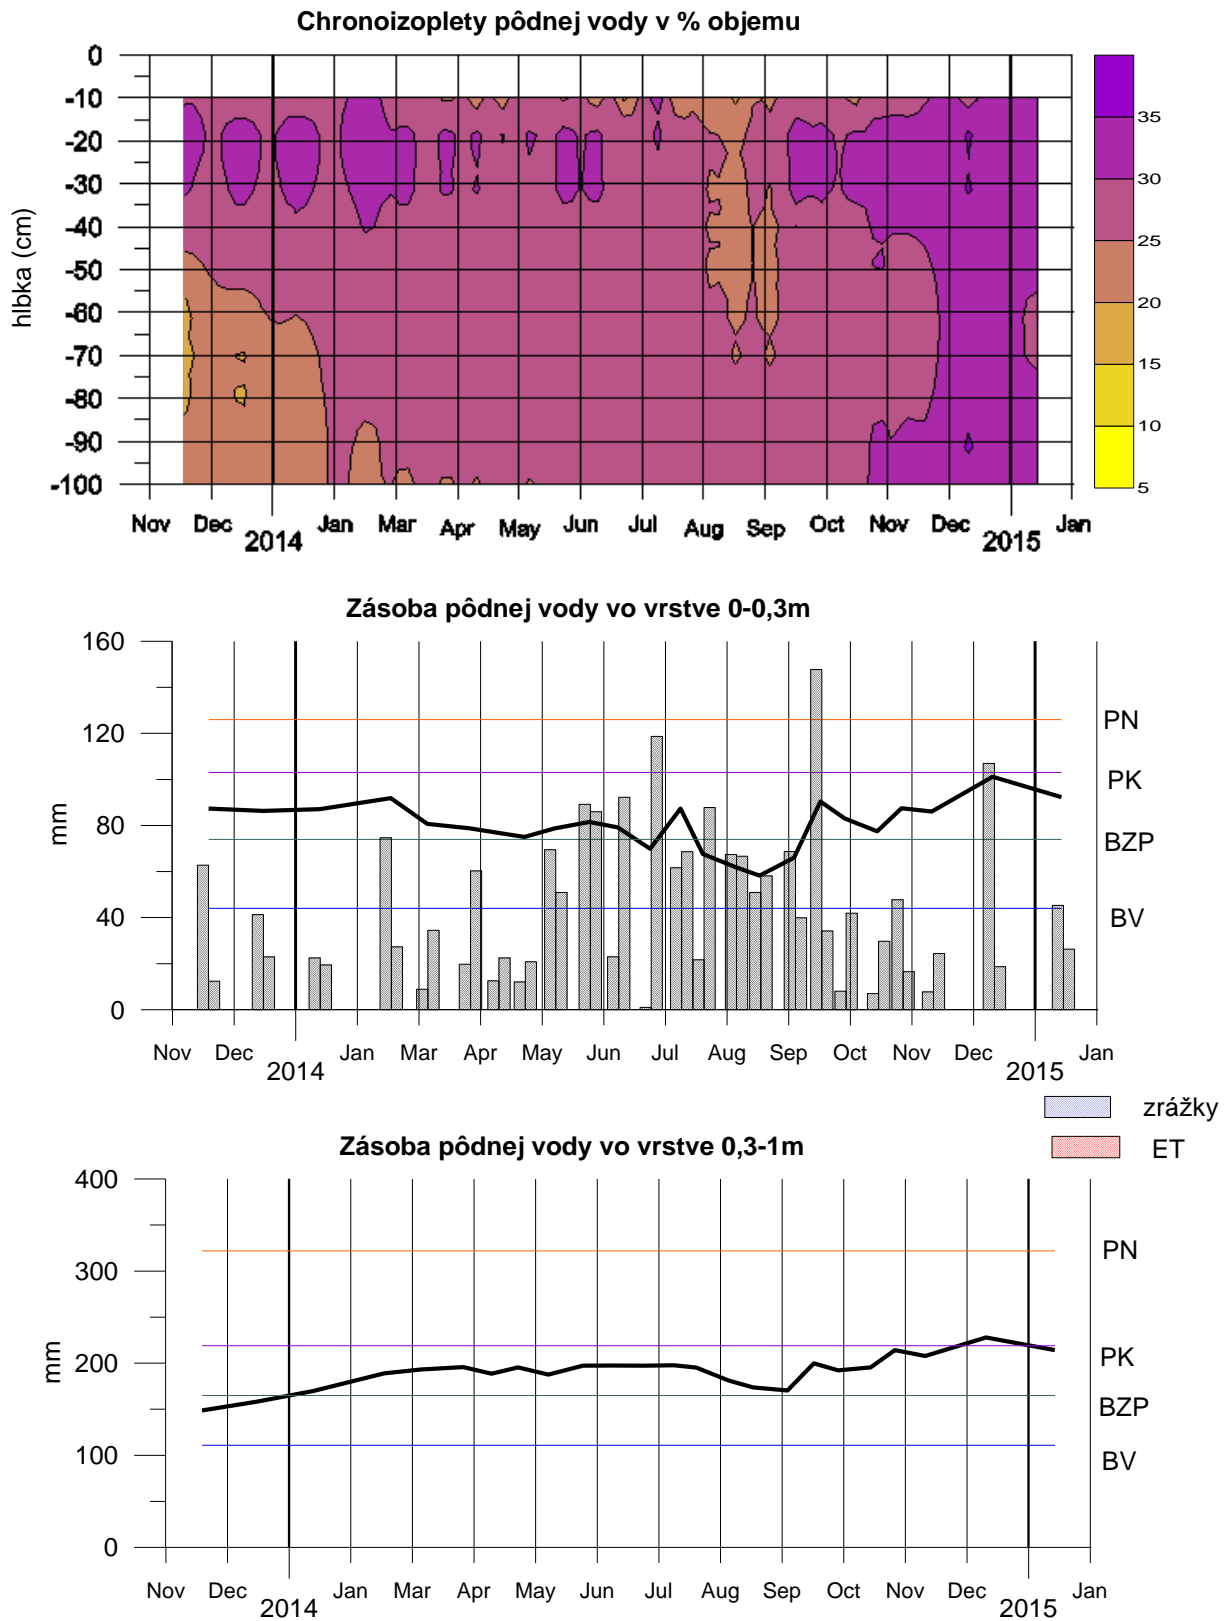 Chronoizoplety pôdnej vody v % objemu
0
-10
-20
-30
-40
-50
-60
-70
-80
-90
-100
hlbka (cm)
35
30
25
20
15
10
5
Nov Dec Jan Mar Apr May Jun Jul Aug Sep Oct Nov Dec Jan
2014 2015
Zásoba pôdnej vody vo vrstve 0-0,3m
160
120
80
40
0
mm
PN
PK
BZP
BV
Nov Dec Jan Mar Apr May Jun Jul Aug Sep Oct Nov Dec Jan
2014 2015
zrážky
ET
Zásoba pôdnej vody vo vrstve 0,3-1m
400
300
200
100
0
mm
PN
PK
BZP
BV
Nov Dec Jan Mar Apr May Jun Jul Aug Sep Oct Nov Dec Jan
2014 2015